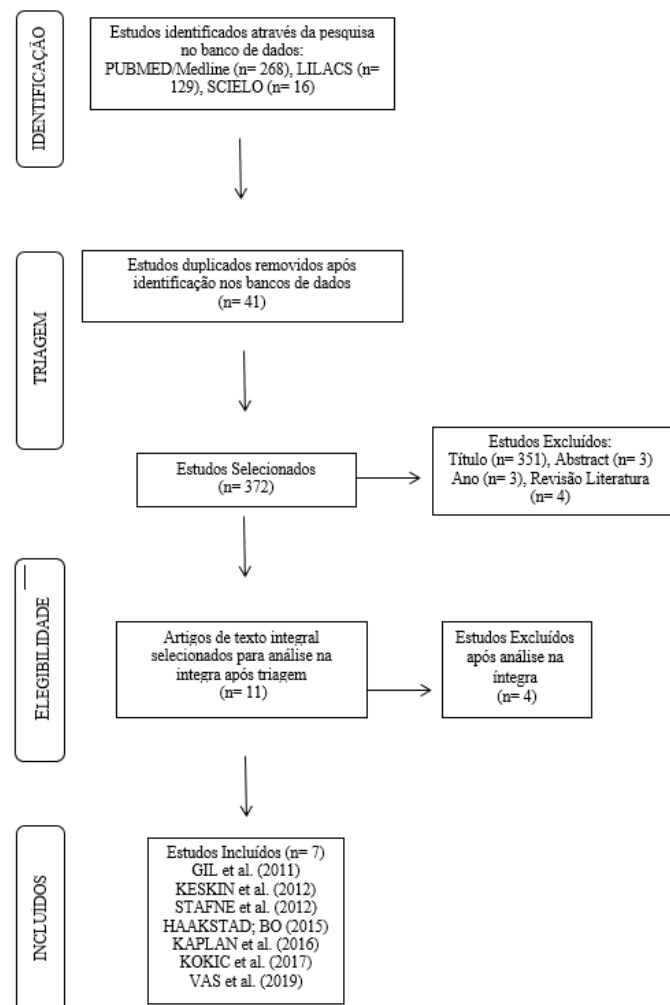 IDENTIFICAÇÃO
Estudos identificados através da pesquisa
no banco de dados:
PUBMED/Medline (n= 268), LILACS (n=
129), SCIELO (n= 16)
TRIAGEM
Estudos duplicados removidos após
identificação nos bancos de dados
(n= 41)
Estudos Selecionados
(n= 372)
Estudos Excluídos:
Título (n= 351), Abstract (n= 3)
Ano (n= 3), Revisão Literatura
(n= 4)
ELEGIBILIDADE
Artigos de texto integral
selecionados para análise na
integra após triagem
(n= 11)
Estudos Excluídos
após análise na
íntegra
(n= 4)
INCLUIDOS
Estudos Incluídos (n= 7)
GIL et al. (2011)
KESKIN et al. (2012)
STAFNE et al. (2012)
HAAKSTAD; BO (2015)
KAPLAN et al. (2016)
KOKIC et al. (2017)
VAS et al. (2019)